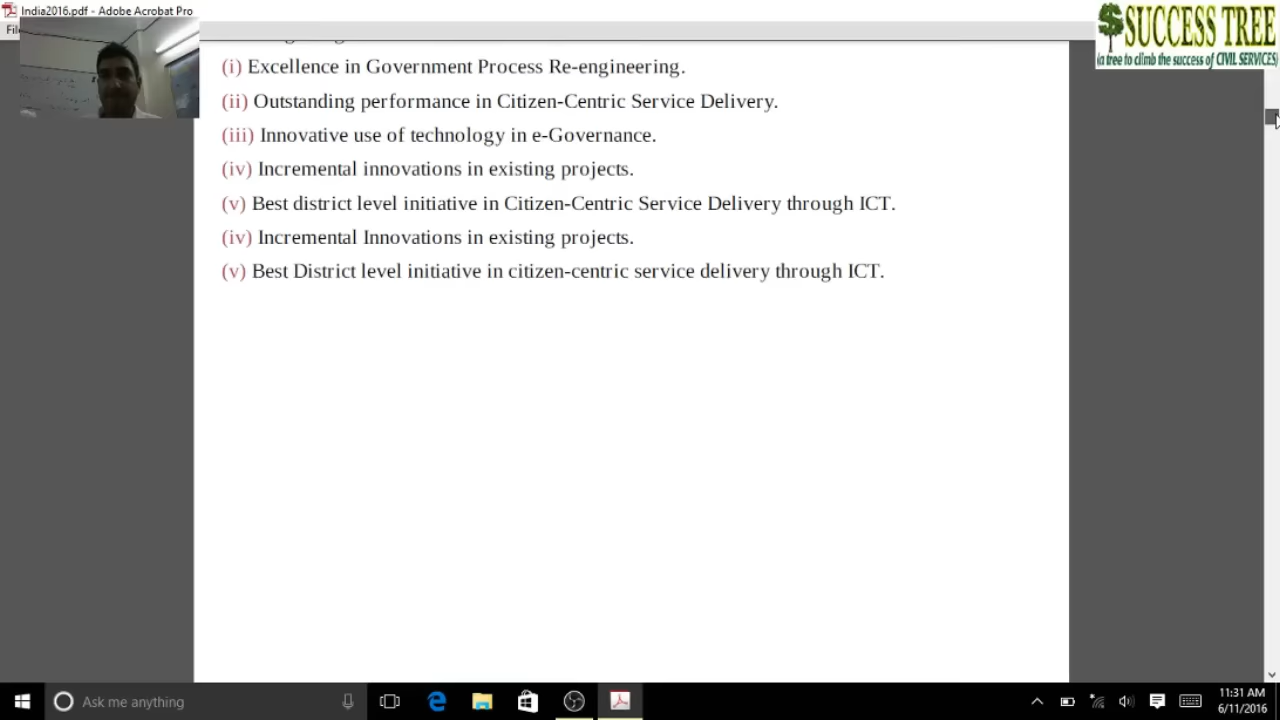 India2016.pdf - Adobe Acrobat Pro
SUCCESS TREE
(a tree to climb the success of CIVIL SERVICES)
(i) Excellence in Government Process Re-engineering.
(ii) Outstanding performance in Citizen-Centric Service Delivery.
(iii) Innovative use of technology in e-Governance.
(iv) Incremental innovations in existing projects.
(v) Best district level initiative in Citizen-Centric Service Delivery through ICT.
(iv) Incremental Innovations in existing projects.
(v) Best District level initiative in citizen-centric service delivery through ICT.
Ask me anything
11:31 AM
6/11/2016